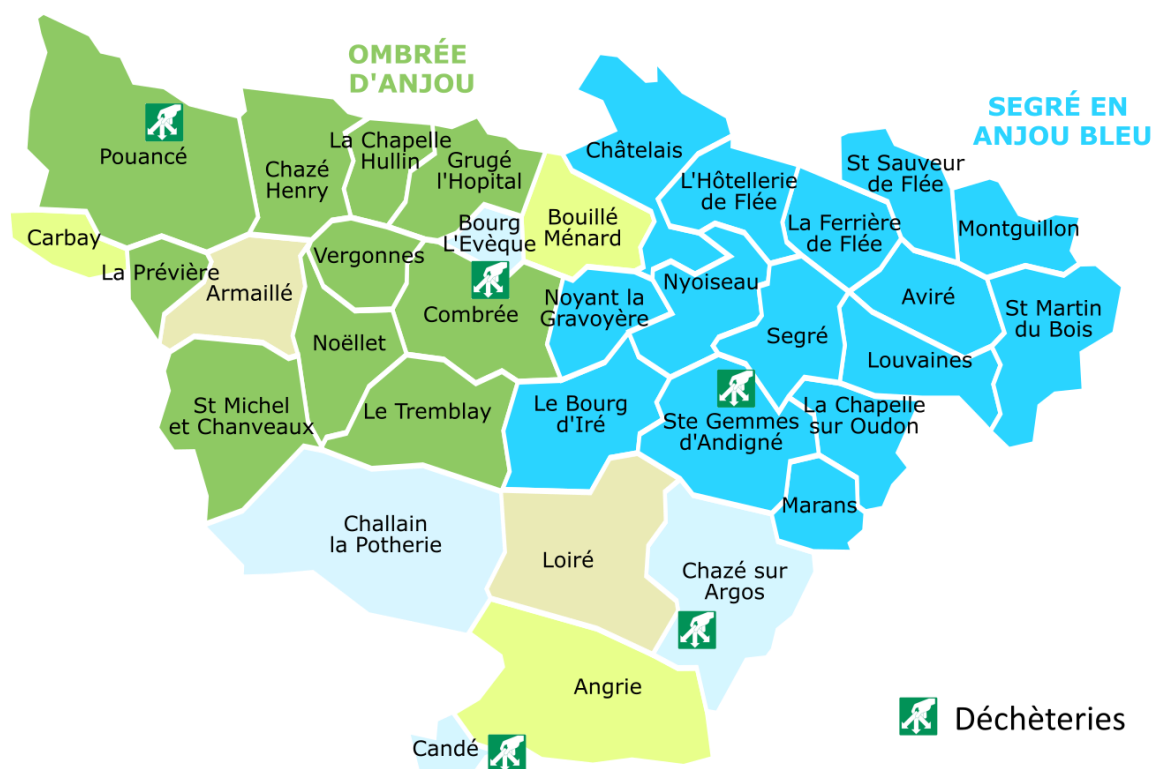 OMBRÉE
D'ANJOU
SEGRÉ EN
ANJOU BLEU
Pouancé
Chazé
Henry
La Chapelle
Hullin
Grugé
l'Hopital
Châtelais
L'Hôtellerie
de Flée
St Sauveur
de Flée
La Ferrière
de Flée
Montguillon
Carbay
La Prévière
Armaillé
Vergonnes
Bourg
L'Evèque
Bouillé
Ménard
Combrée
Noyant la
Gravoyère
Nyoiseau
Segré
Aviré
St Martin
du Bois
Louvaines
Noëllet
St Michel
et Chanveaux
Le Tremblay
Le Bourg
d'Iré
Ste Gemmes
d'Andigné
La Chapelle
sur Oudon
Marans
Challain
la Potherie
Loiré
Chazé sur
Argos
Angrie
Candé
Déchèteries